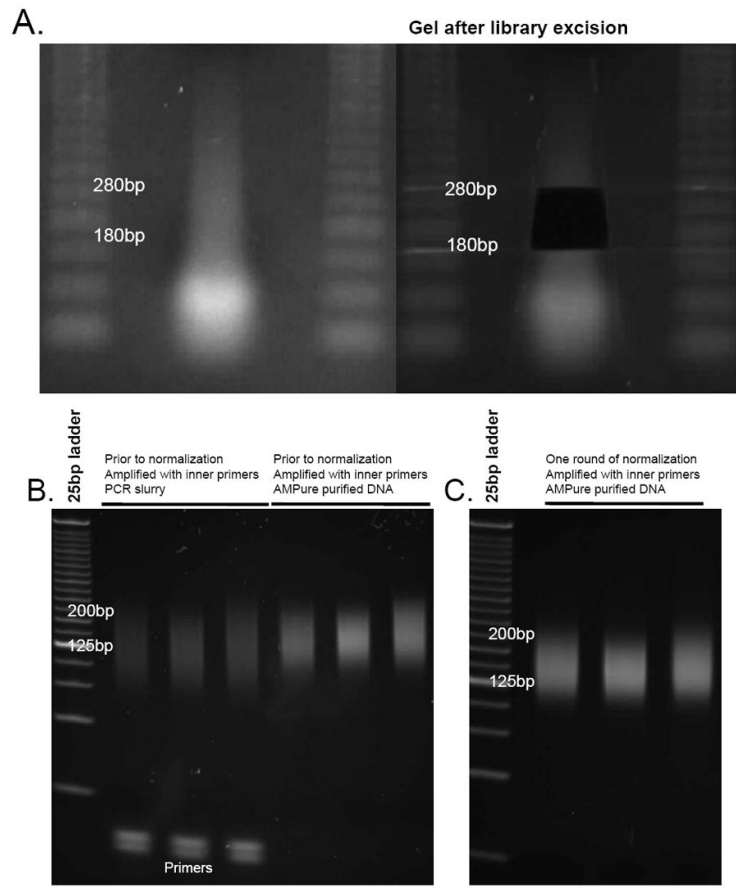 A.
Gel after library excision
280bp
180bp
280bp
180bp
B.
25bp ladder
Prior to normalization
Amplified with inner primers
PCR slurry
Prior to normalization
Amplified with inner primers
AMPure purified DNA
200bp
125bp
Primers
C.
25bp ladder
One round of normalization
Amplified with inner primers
AMPure purified DNA
200bp
125bp